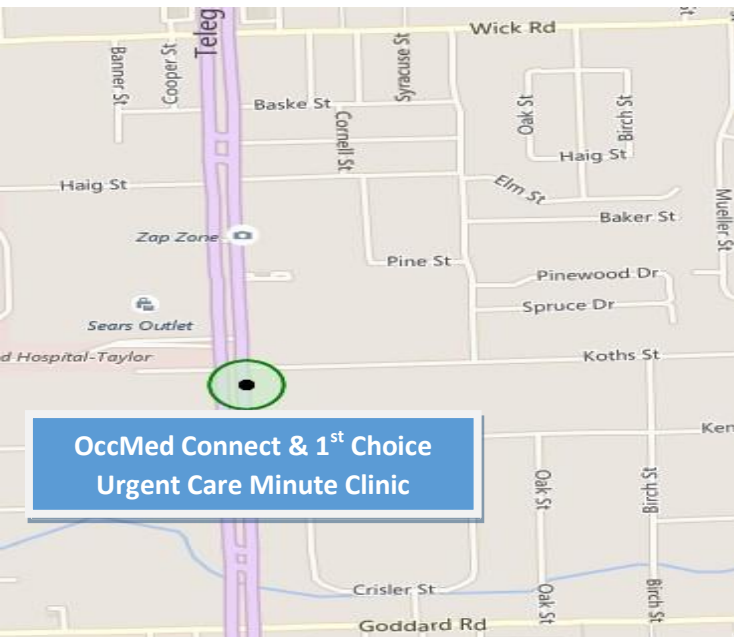 Teleg
Wick Rd
Banner St
Cooper St
Syracuse St
Baske St
Cornell St
Oak St
Birch St
Haig St
Haig St
Elm St
Mueller St
Baker St
Zap Zone
Pine St
Pinewood Dr
Spruce Dr
Sears Outlet
d Hospital-Taylor
Koths St
OccMed Connect & 1st Choice
Urgent Care Minute Clinic
Ken
Oak St
Birch St
Crisler St
Oak St
Birch St
Goddard Rd